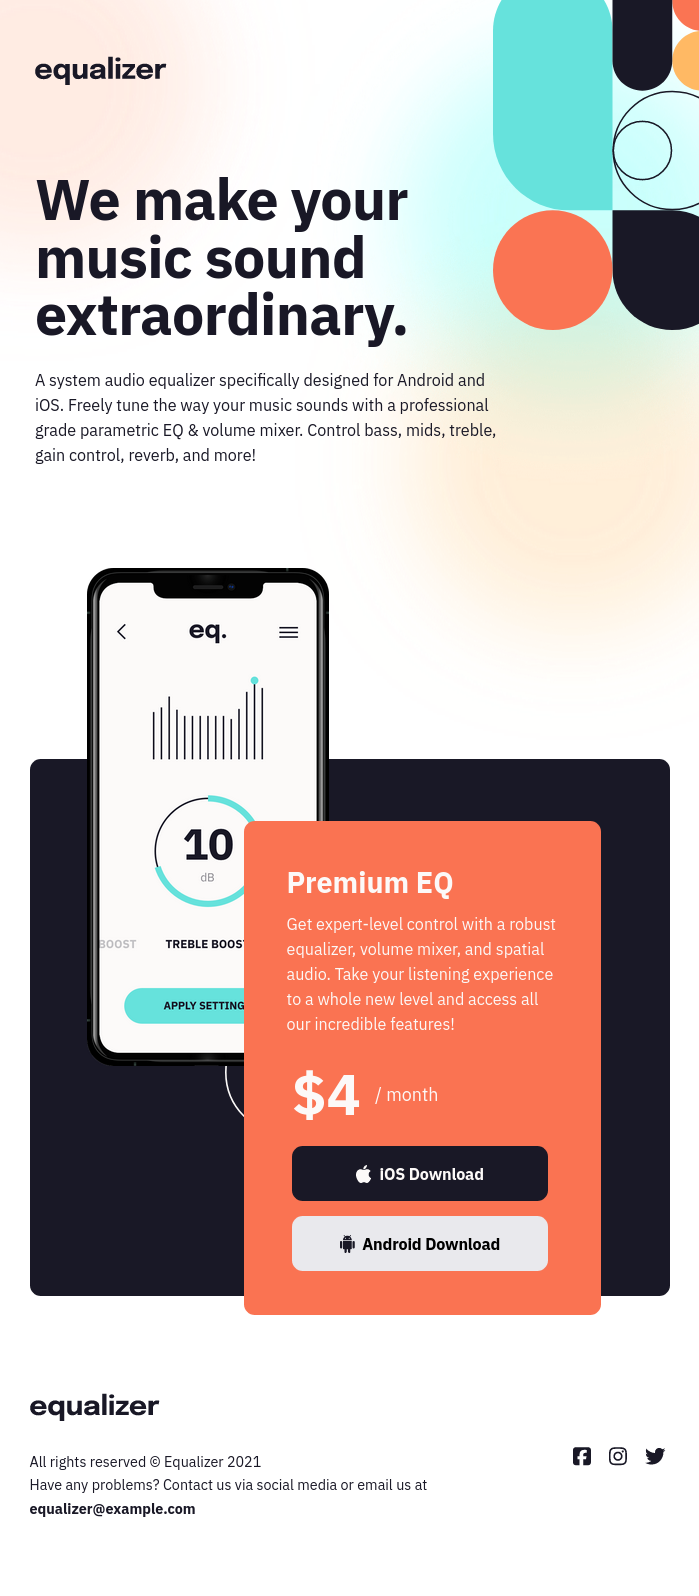 equalizer
We make your
music sound
extraordinary.
A system audio equalizer specifically designed for Android and
iOS. Freely tune the way your music sounds with a professional
grade parametric EQ & volume mixer. Control bass, mids, treble,
gain control, reverb, and more!
eq.
10
dB
BOOST TREBLE BOOST
APPLY SETTING
Premium EQ
Get expert-level control with a robust
equalizer, volume mixer, and spatial
audio. Take your listening experience
to a whole new level and access all
our incredible features!
$4 / month
iOS Download
Android Download
equalizer
All rights reserved © Equalizer 2021
Have any problems? Contact us via social media or email us at
equalizer@example.com